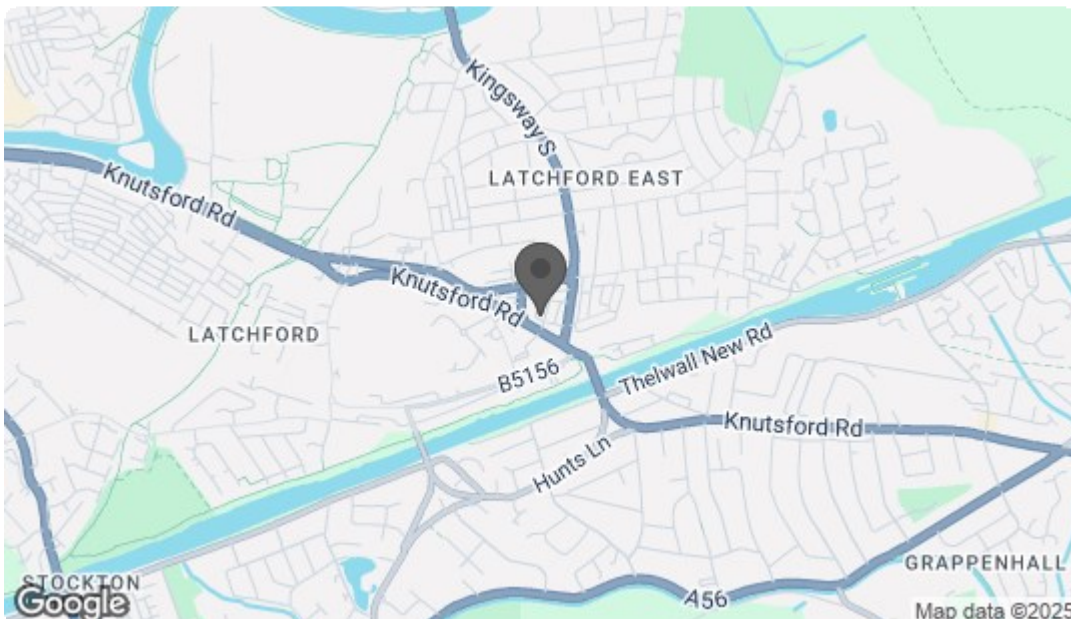 Kingsway S
LATCHFORD EAST
Knutsford Rd
Knutsford Rd
LATCHFORD
B5156
Thelwall New Rd
Knutsford Rd
Hunts Ln
GRAPPENHALL
STOCKTON
A56
Google
Map data ©2025